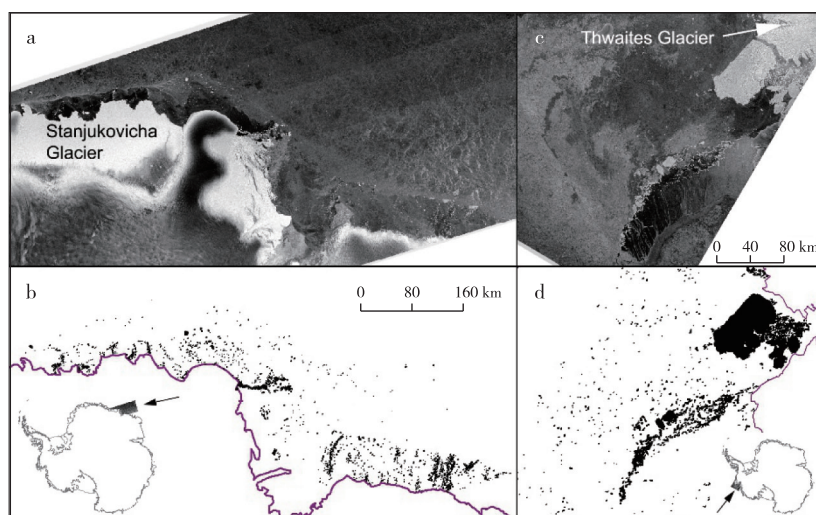 a
Stanjukovicha
Glacier
c
Thwaites Glacier
0 40 80 km
b
0 80 160 km
d